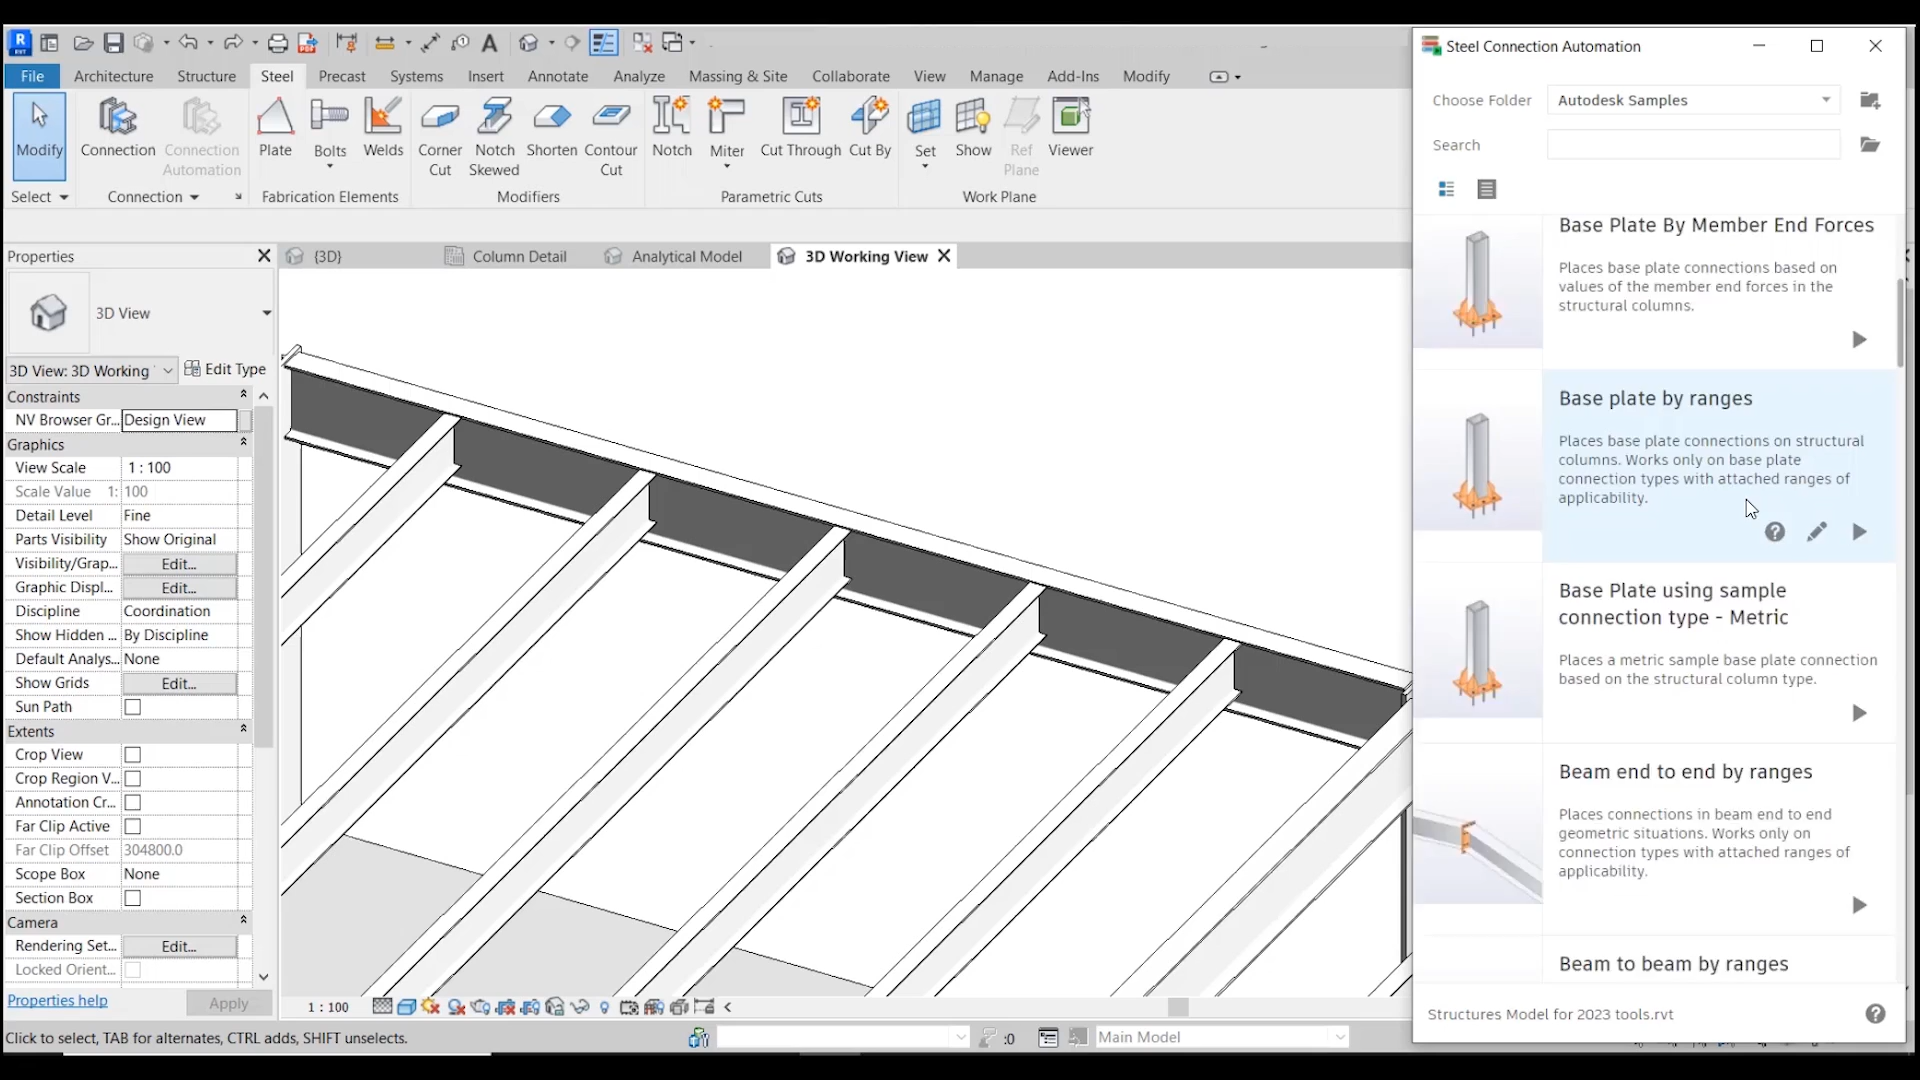 R
RVT
PDF
A
Steel Connection Automation
File Architecture Structure Steel Precast Systems Insert Annotate Analyze Massing & Site Collaborate View Manage Add-Ins Modify
Modify
Connection
Connection
Automation
Plate
Bolts
Welds
Corner
Cut
Notch
Skewed
Shorten
Contour
Cut
Notch
Miter
Cut Through
Cut By
Set
Show
Ref
Plane
Viewer
Select
Connection
Fabrication Elements
Modifiers
Parametric Cuts
Work Plane
Choose Folder Autodesk Samples
Search
Properties
{3D} Column Detail Analytical Model 3D Working View
3D View
3D View: 3D Working Edit Type
Constraints
NV Browser Gr... Design View
Graphics
View Scale 1 : 100
Scale Value 1: 100
Detail Level Fine
Parts Visibility Show Original
Visibility/Grap... Edit...
Graphic Displ... Edit...
Discipline Coordination
Show Hidden ... By Discipline
Default Analys... None
Show Grids Edit...
Sun Path
Extents
Crop View
Crop Region V...
Annotation Cr...
Far Clip Active
Far Clip Offset 304800.0
Scope Box None
Section Box
Camera
Rendering Set... Edit...
Locked Orient...
Properties help Apply
1 : 100
Click to select, TAB for alternates, CTRL adds, SHIFT unselects.
:0
Main Model
Base Plate By Member End Forces
Places base plate connections based on
values of the member end forces in the
structural columns.
Base plate by ranges
Places base plate connections on structural
columns. Works only on base plate
connection types with attached ranges of
applicability.
Base Plate using sample
connection type - Metric
Places a metric sample base plate connection
based on the structural column type.
Beam end to end by ranges
Places connections in beam end to end
geometric situations. Works only on
connection types with attached ranges of
applicability.
Beam to beam by ranges
Structures Model for 2023 tools.rvt